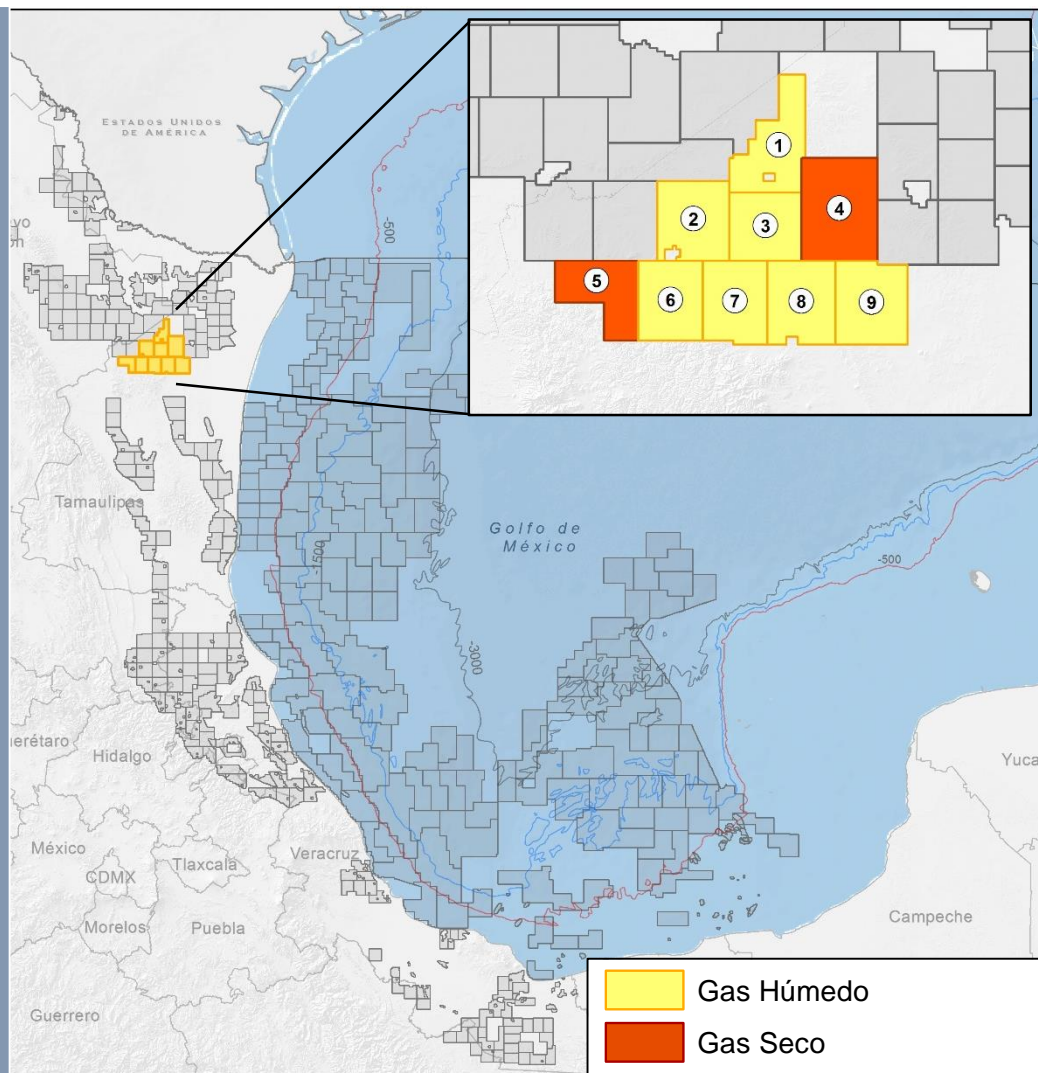 ESTADOS UNIDOS
DE AMÉRICA
-500
1
2
3
4
5
6
7
8
9
Tamaulipas
Golfo de
México
-1500
-500
-3000
Hidalgo
Yuca
México
Tlaxcala
Veracruz
CDMX
Morelos
Puebla
Campeche
Guerrero
Gas Húmedo
Gas Seco